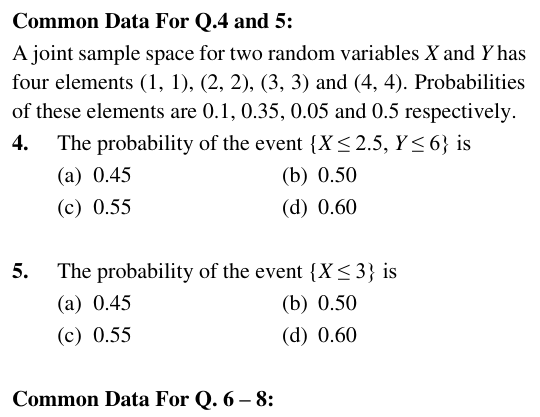 Common Data For Q.4 and 5:
A joint sample space for two random variables X and Y has
four elements (1, 1), (2, 2), (3, 3) and (4, 4). Probabilities
of these elements are 0.1, 0.35, 0.05 and 0.5 respectively.
4. The probability of the event {X ≤ 2.5, Y ≤ 6} is
(a) 0.45 (b) 0.50
(c) 0.55 (d) 0.60
5. The probability of the event {X ≤ 3} is
(a) 0.45 (b) 0.50
(c) 0.55 (d) 0.60
Common Data For Q. 6 – 8: